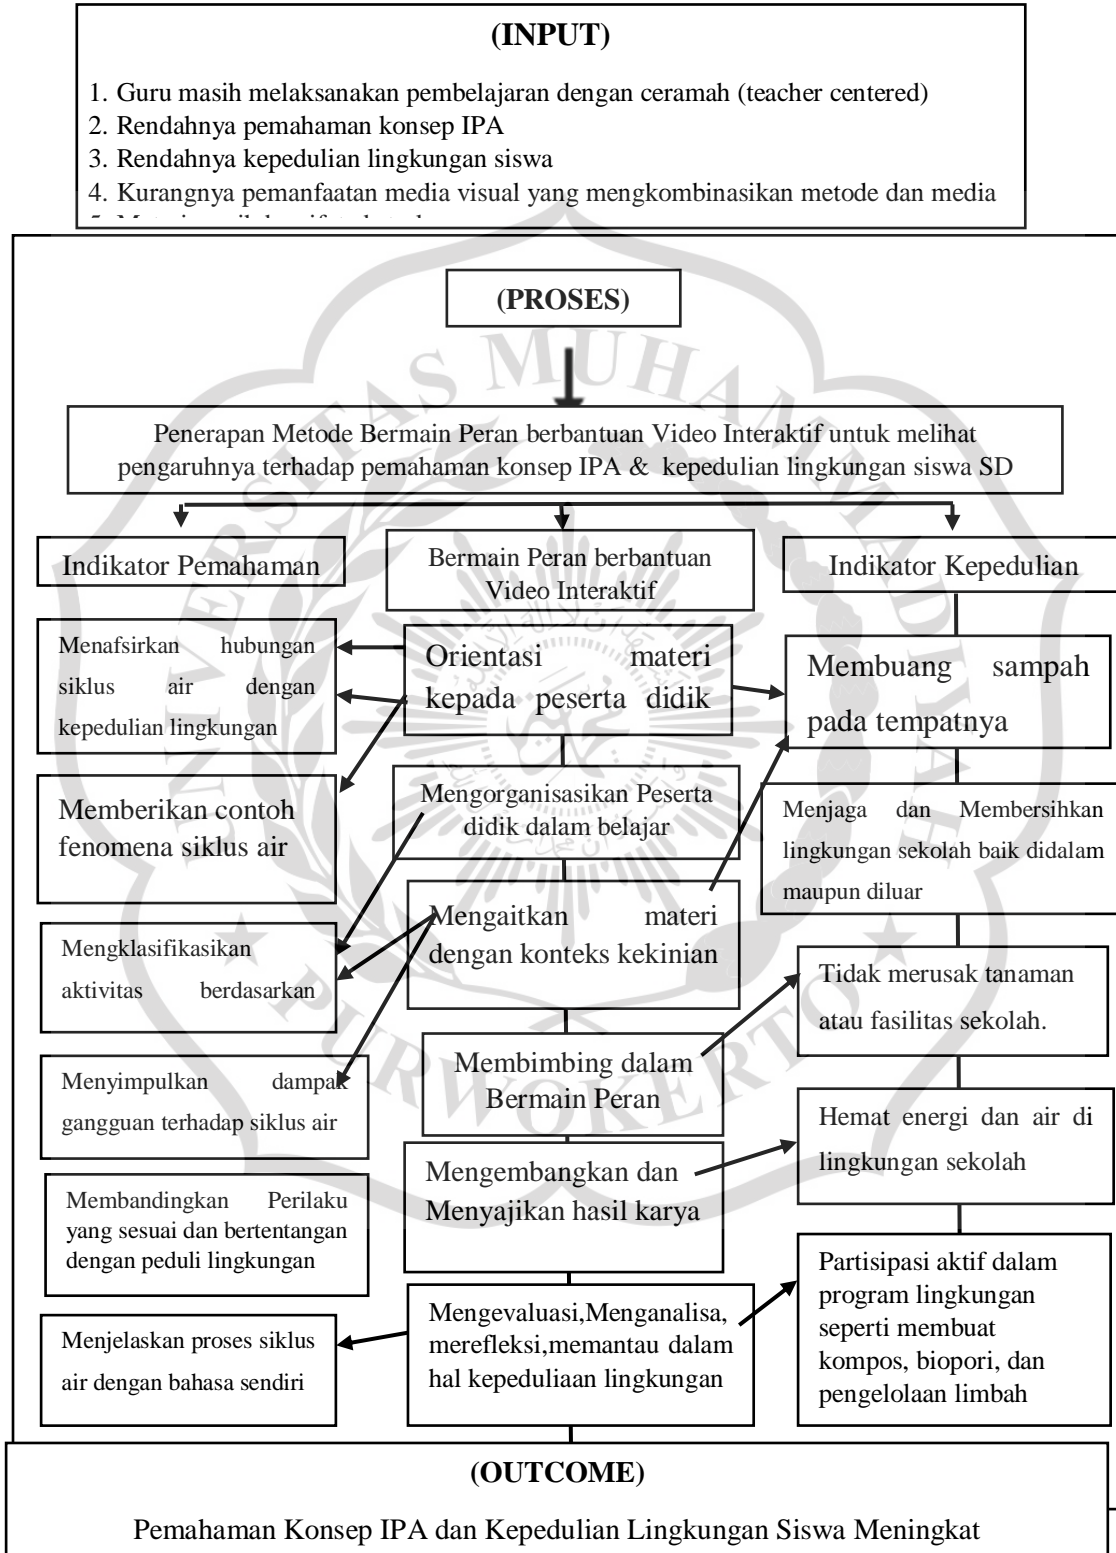 (INPUT)
1. Guru masih melaksanakan pembelajaran dengan ceramah (teacher centered)
2. Rendahnya pemahaman konsep IPA
3. Rendahnya kepedulian lingkungan siswa
4. Kurangnya pemanfaatan media visual yang mengkombinasikan metode dan media
(PROSES)
Penerapan Metode Bermain Peran berbantuan Video Interaktif untuk melihat
pengaruhnya terhadap pemahaman konsep IPA & kepedulian lingkungan siswa SD
Indikator Pemahaman
Menafsirkan hubungan
siklus air dengan
kepedulian lingkungan
Memberikan contoh
fenomena siklus air
Mengklasifikasikan
aktivitas berdasarkan
Menyimpulkan dampak
gangguan terhadap siklus air
Membandingkan Perilaku
yang sesuai dan bertentangan
dengan peduli lingkungan
Menjelaskan proses siklus
air dengan bahasa sendiri
Bermain Peran berbantuan
Video Interaktif
Orientasi materi
kepada peserta didik
Mengorganisasikan Peserta
didik dalam belajar
Mengaitkan materi
dengan konteks kekinian
Membimbing dalam
Bermain Peran
Mengembangkan dan
Menyajikan hasil karya
Mengevaluasi,Menganalisa,
merefleksi,memantau dalam
hal kepeduliaan lingkungan
Indikator Kepedulian
Membuang sampah
pada tempatnya
Menjaga dan Membersihkan
lingkungan sekolah baik didalam
maupun diluar
Tidak merusak tanaman
atau fasilitas sekolah.
Hemat energi dan air di
lingkungan sekolah
Partisipasi aktif dalam
program lingkungan
seperti membuat
kompos, biopori, dan
pengelolaan limbah
(OUTCOME)
Pemahaman Konsep IPA dan Kepedulian Lingkungan Siswa Meningkat
UNIVERSITAS MUHAMMADIYAH
PURWOKERTO